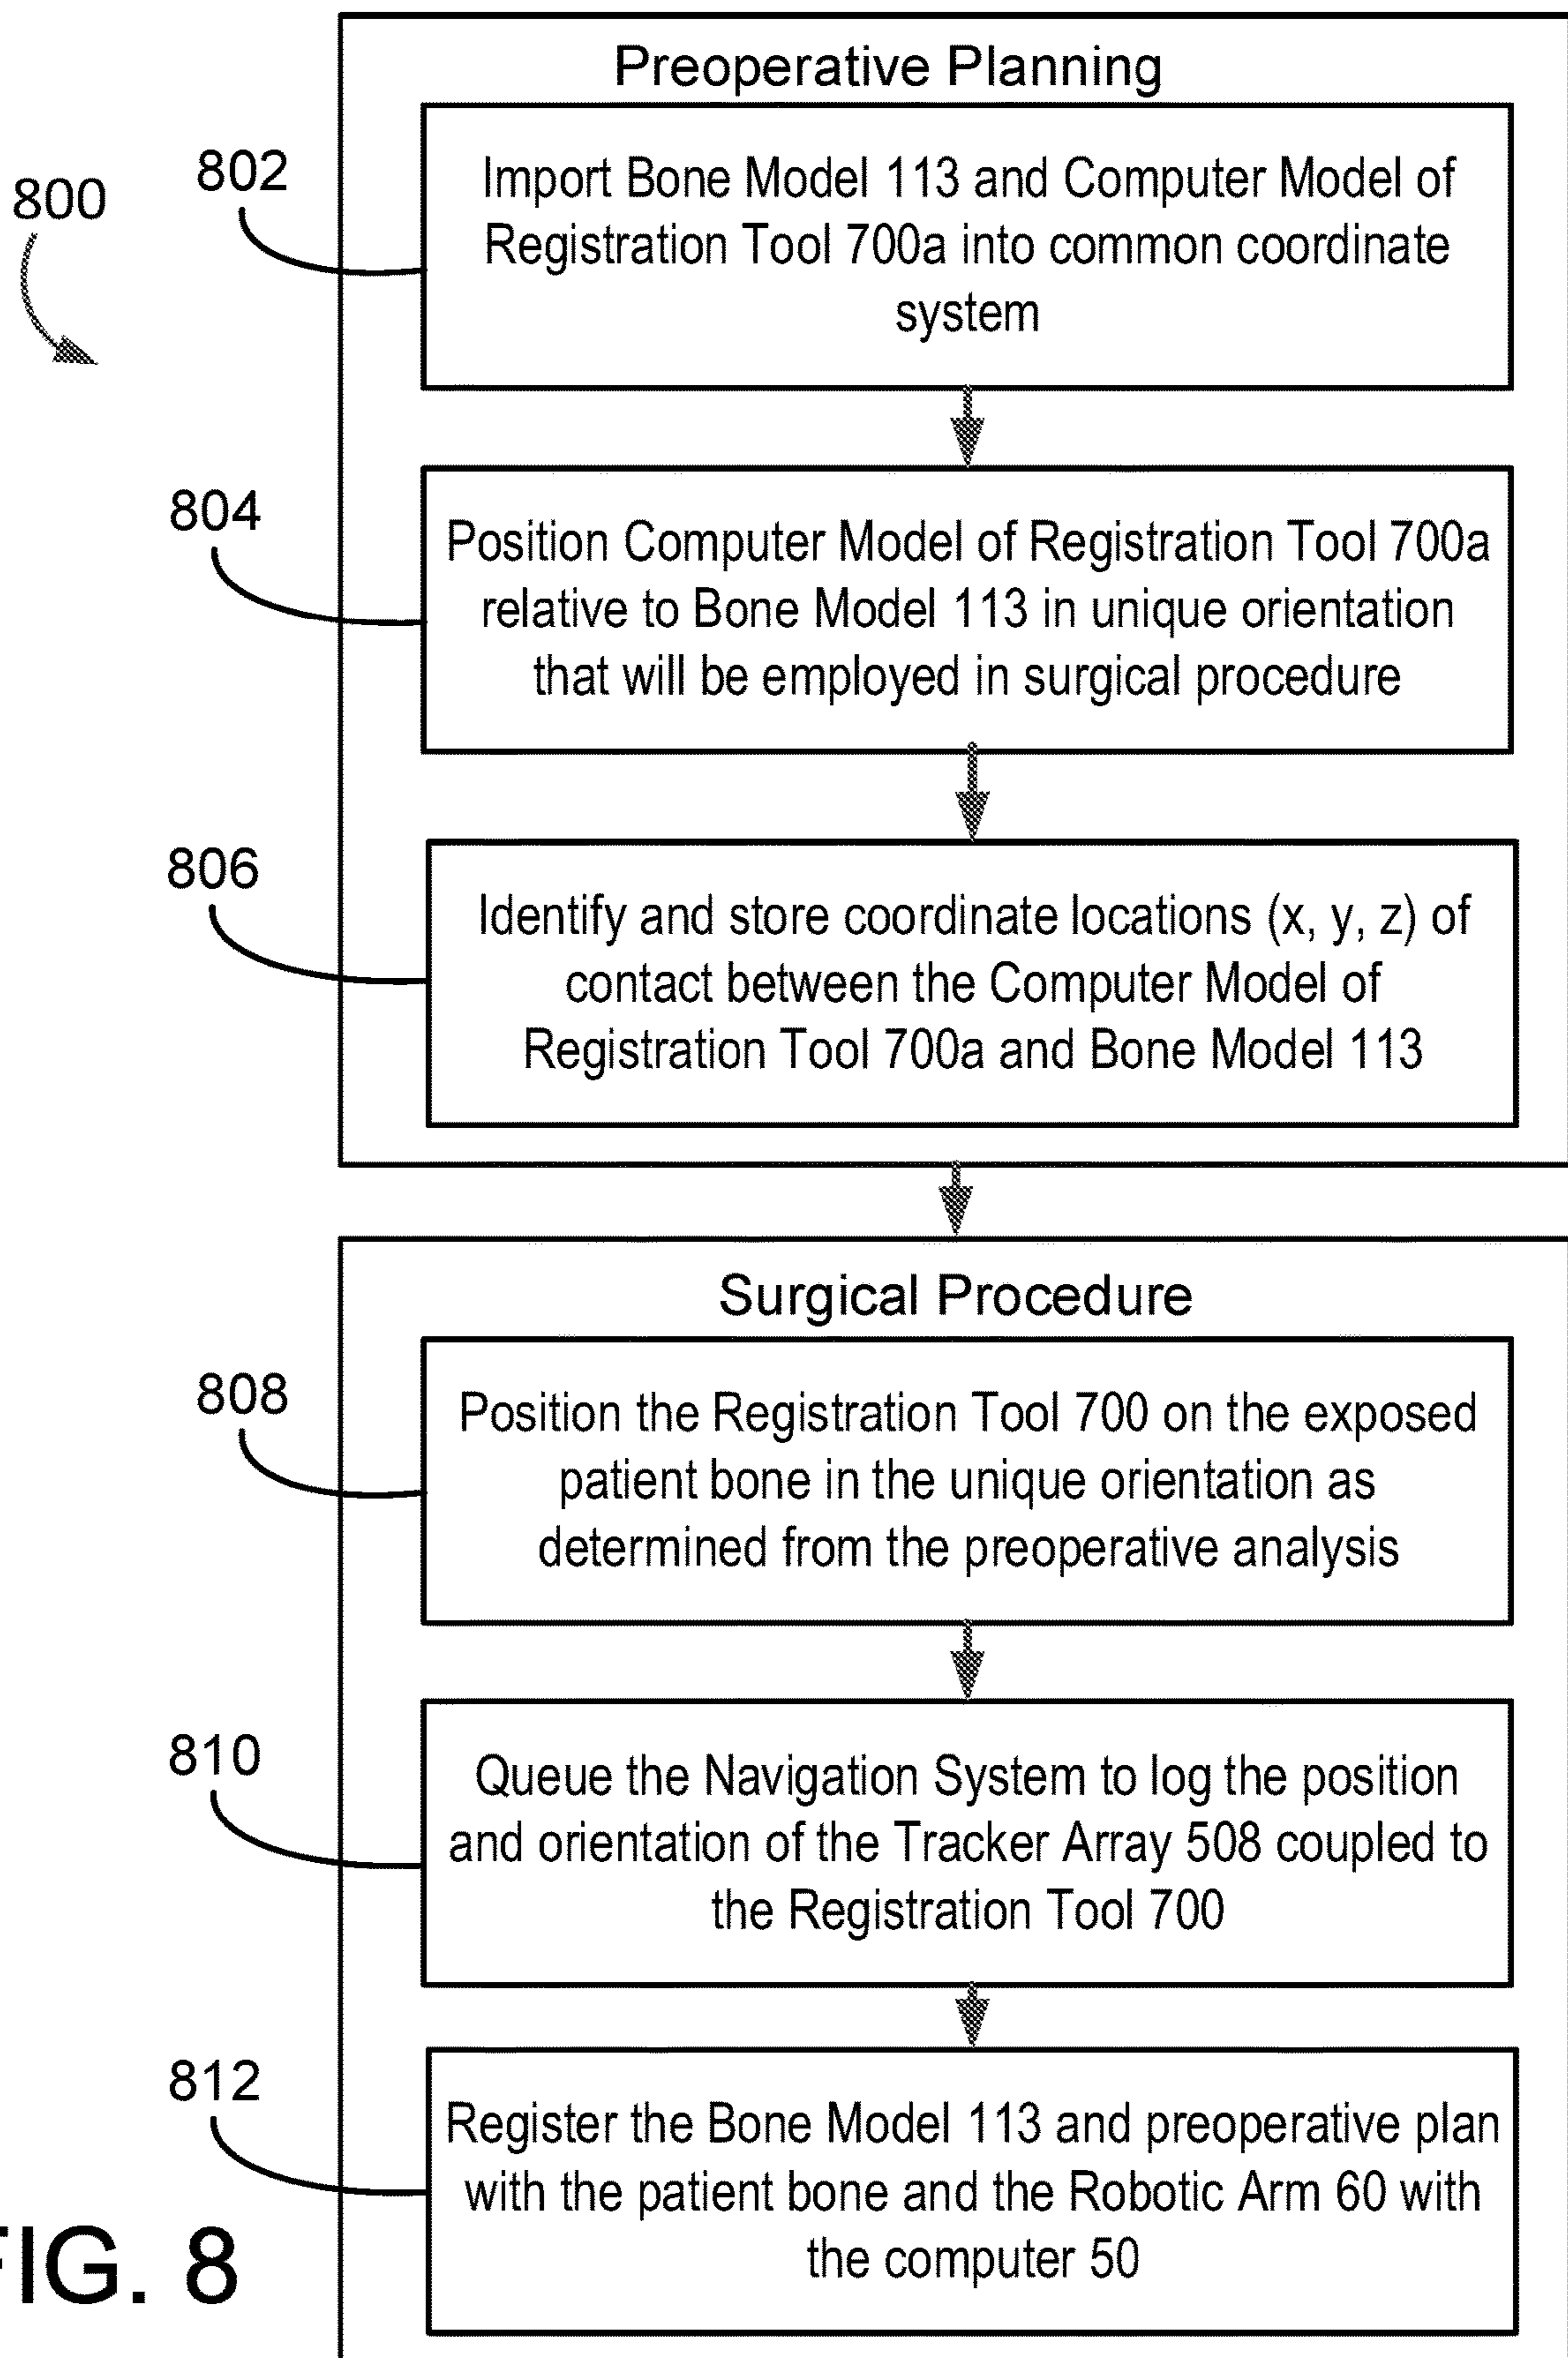 Preoperative Planning
800
802
Import Bone Model 113 and Computer Model of
Registration Tool 700a into common coordinate
system
804
Position Computer Model of Registration Tool 700a
relative to Bone Model 113 in unique orientation
that will be employed in surgical procedure
806
Identify and store coordinate locations (x, y, z) of
contact between the Computer Model of
Registration Tool 700a and Bone Model 113
Surgical Procedure
808
Position the Registration Tool 700 on the exposed
patient bone in the unique orientation as
determined from the preoperative analysis
810
Queue the Navigation System to log the position
and orientation of the Tracker Array 508 coupled to
the Registration Tool 700
812
Register the Bone Model 113 and preoperative plan
with the patient bone and the Robotic Arm 60 with
the computer 50
FIG. 8